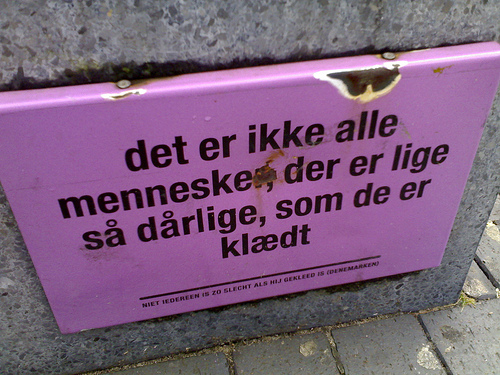 det er ikke alle
mennesker, der er lige
så dårlige, som de er
klædt
NIET IEDEREEN IS ZO SLECHT ALS HIJ GEKLEED IS (DENEMARKEN)